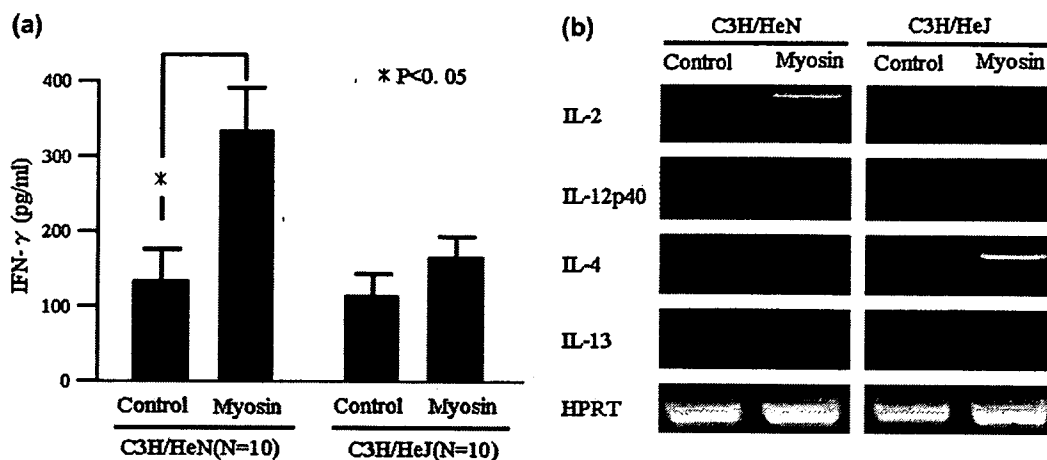 (a)
* P<0. 05
400
300
200
100
0
IFN-γ (pg/ml)
*
Control Myosin Control Myosin
C3H/HeN(N=10) C3H/HeJ(N=10)
(b)
C3H/HeN C3H/HeJ
Control Myosin Control Myosin
IL-2
IL-12p40
IL-4
IL-13
HPRT